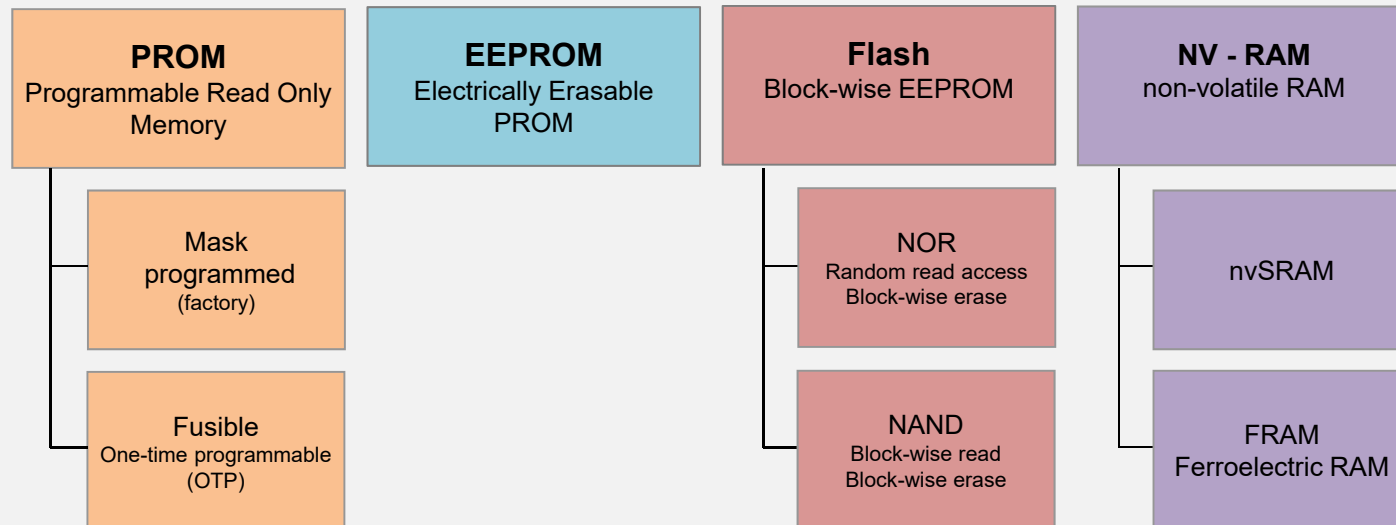 PROM
Programmable Read Only
Memory
Mask
programmed
(factory)
Fusible
One-time programmable
(OTP)
EEPROM
Electrically Erasable
PROM
Flash
Block-wise EEPROM
NOR
Random read access
Block-wise erase
NAND
Block-wise read
Block-wise erase
NV - RAM
non-volatile RAM
nvSRAM
FRAM
Ferroelectric RAM